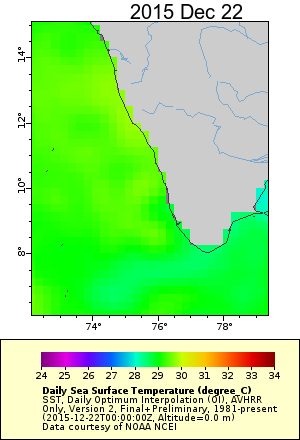 2015 Dec 22
14°
12°
10°
8°
74° 76° 78°
24 25 26 27 28 29 30 31 32 33 34
Daily Sea Surface Temperature (degree_C)
SST, Daily Optimum Interpolation (OI), AVHRR
Only, Version 2, Final+Preliminary, 1981-present
(2015-12-22T00:00:00Z, Altitude=0.0 m)
Data courtesy of NOAA NCEI